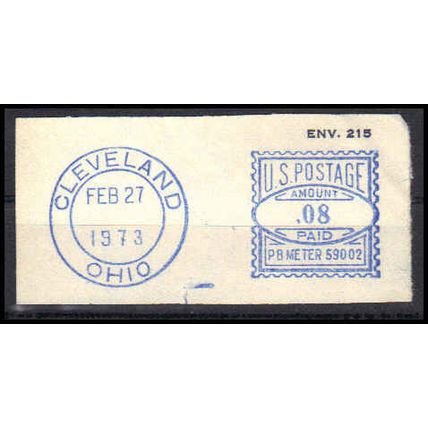 ENV. 215
CLEVELAND
FEB 27
1973
OHIO
U.S. POSTAGE
AMOUNT
.08
PAID
PB METER 59002